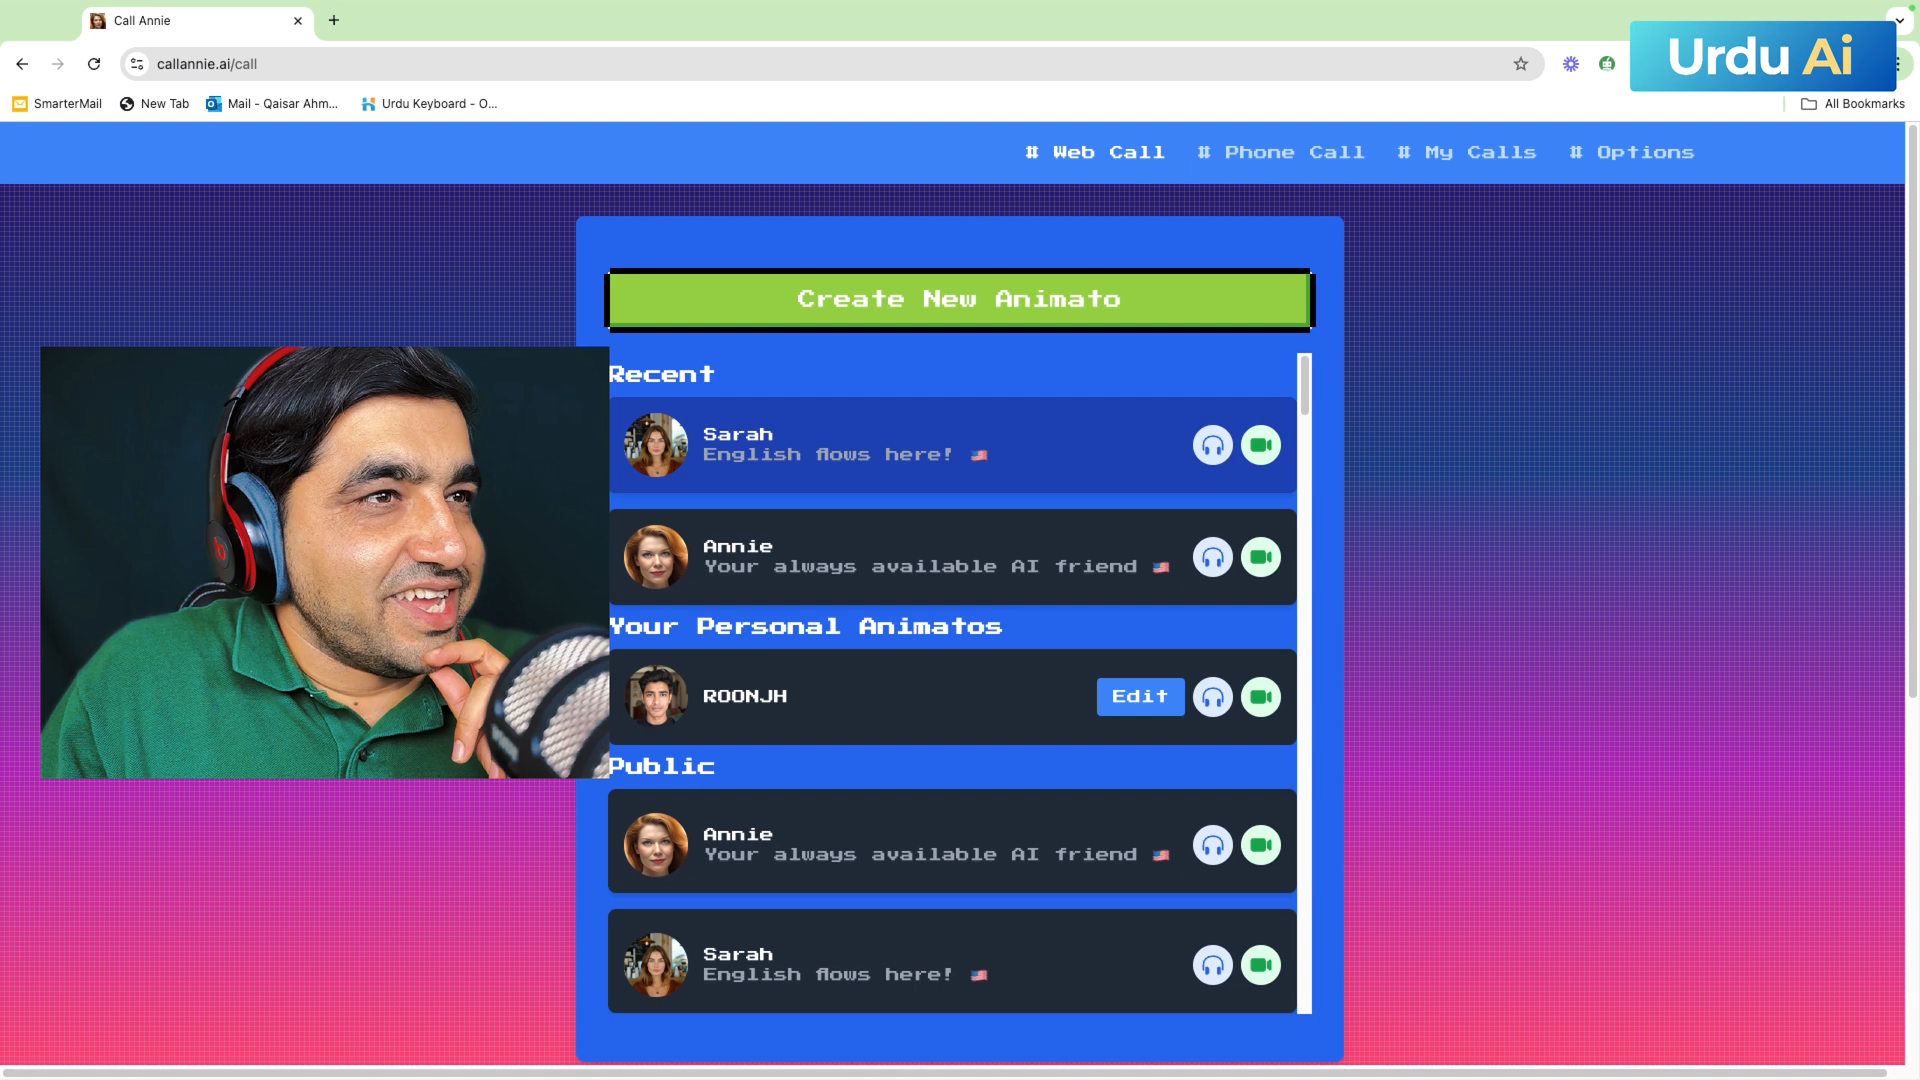 Call Annie
callannie.ai/call
Urdu Ai
SmarterMail
New Tab
Mail - Qaisar Ahm...
Urdu Keyboard - O...
All Bookmarks
# Web Call
# Phone Call
# My Calls
# Options
Create New Animato
Recent
Sarah
English flows here!
Annie
Your always available AI friend
Your Personal Animatos
ROONJH
Edit
Public
Annie
Your always available AI friend
Sarah
English flows here!